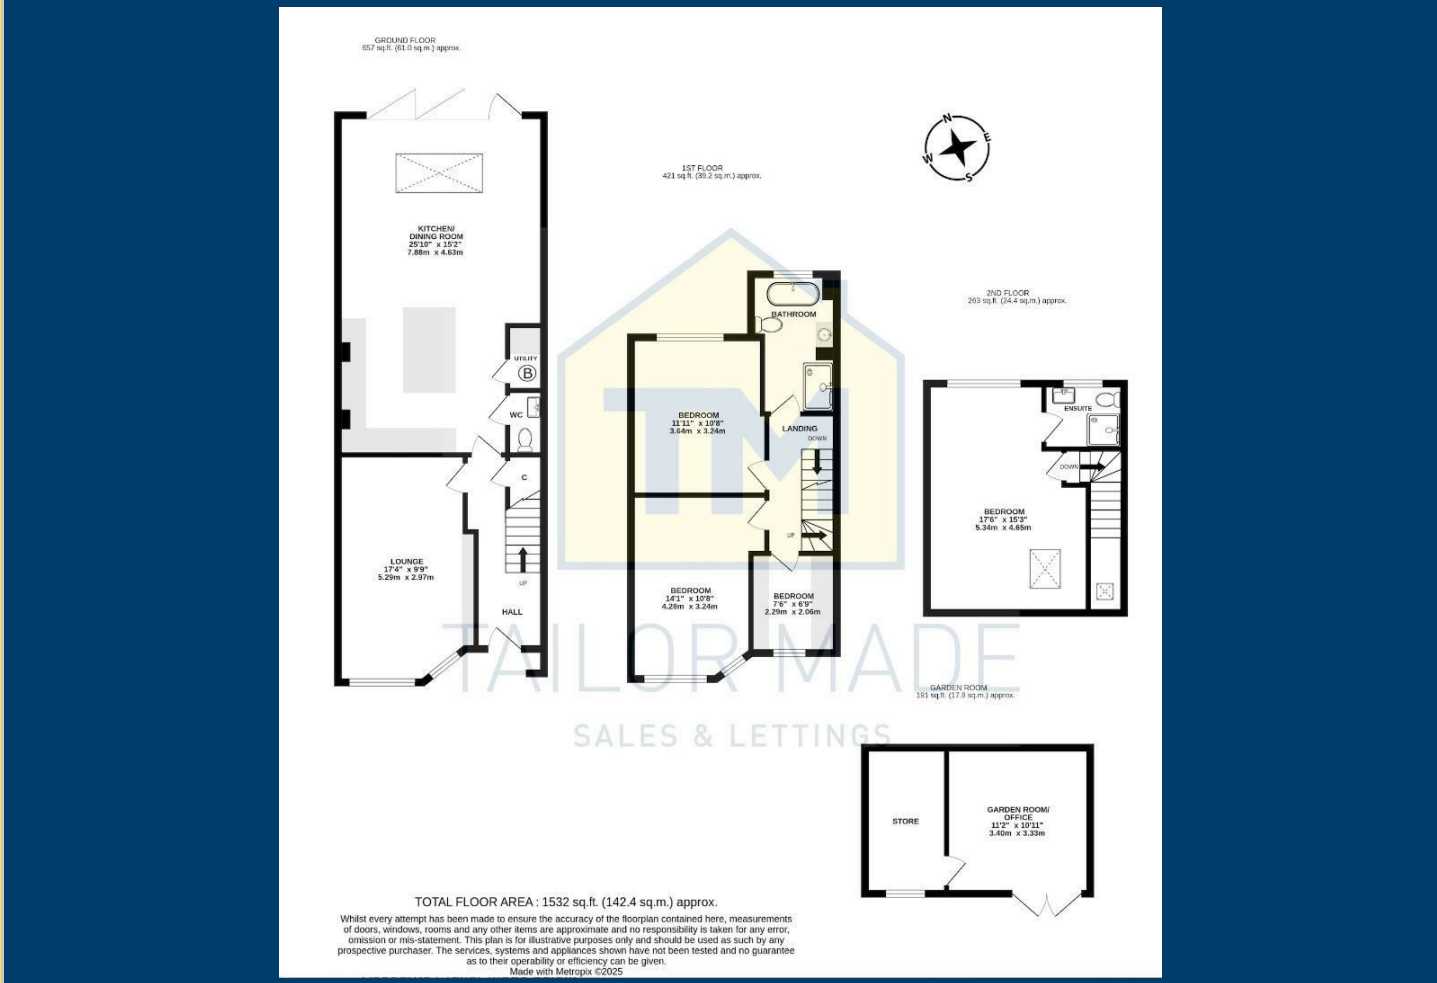 GROUND FLOOR
657 sq.ft. (61.0 sq.m.) approx.
KITCHEN/
DINING ROOM
25'10" x 15'2"
7.88m x 4.63m
UTILITY
B
WC
C
LOUNGE
17'4" x 9'9"
5.29m x 2.97m
UP
HALL
1ST FLOOR
421 sq.ft. (39.2 sq.m.) approx.
BATHROOM
BEDROOM
11'11" x 10'8"
3.64m x 3.24m
LANDING
DOWN
UP
BEDROOM
14'1" x 10'8"
4.28m x 3.24m
BEDROOM
7'6" x 6'9"
2.29m x 2.06m
N
E
W
S
2ND FLOOR
263 sq.ft. (24.4 sq.m.) approx.
ENSUITE
DOWN
BEDROOM
17'6" x 15'3"
5.34m x 4.65m
TM
TAILOR MADE
SALES & LETTINGS
GARDEN ROOM
191 sq.ft. (17.8 sq.m.) approx.
STORE
GARDEN ROOM/
OFFICE
11'2" x 10'11"
3.40m x 3.33m
TOTAL FLOOR AREA : 1532 sq.ft. (142.4 sq.m.) approx.
Whilst every attempt has been made to ensure the accuracy of the floorplan contained here, measurements
of doors, windows, rooms and any other items are approximate and no responsibility is taken for any error,
omission or mis-statement. This plan is for illustrative purposes only and should be used as such by any
prospective purchaser. The services, systems and appliances shown have not been tested and no guarantee
as to their operability or efficiency can be given.
Made with Metropix ©2025